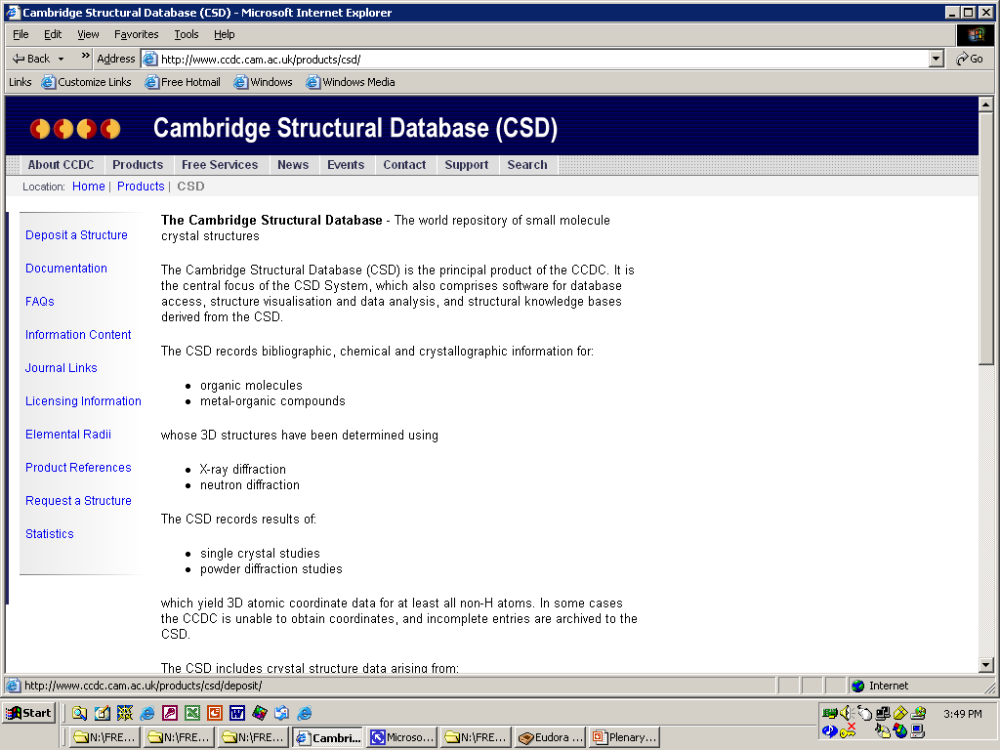 Cambridge Structural Database (CSD) - Microsoft Internet Explorer
File Edit View Favorites Tools Help
Back » Address http://www.ccdc.cam.ac.uk/products/csd/ Go
Links Customize Links Free Hotmail Windows Windows Media
Cambridge Structural Database (CSD)
About CCDC Products Free Services News Events Contact Support Search
Location: Home | Products | CSD
Deposit a Structure
Documentation
FAQs
Information Content
Journal Links
Licensing Information
Elemental Radii
Product References
Request a Structure
Statistics
The Cambridge Structural Database - The world repository of small molecule
crystal structures
The Cambridge Structural Database (CSD) is the principal product of the CCDC. It is
the central focus of the CSD System, which also comprises software for database
access, structure visualisation and data analysis, and structural knowledge bases
derived from the CSD.
The CSD records bibliographic, chemical and crystallographic information for:
• organic molecules
• metal-organic compounds
whose 3D structures have been determined using
• X-ray diffraction
• neutron diffraction
The CSD records results of:
• single crystal studies
• powder diffraction studies
which yield 3D atomic coordinate data for at least all non-H atoms. In some cases
the CCDC is unable to obtain coordinates, and incomplete entries are archived to the
CSD.
The CSD includes crystal structure data arising from:
http://www.ccdc.cam.ac.uk/products/csd/deposit/ Internet
Start 3:49 PM
N:\FRE... N:\FRE... N:\FRE... Cambri... Microso... N:\FRE... Eudora ... Plenary...